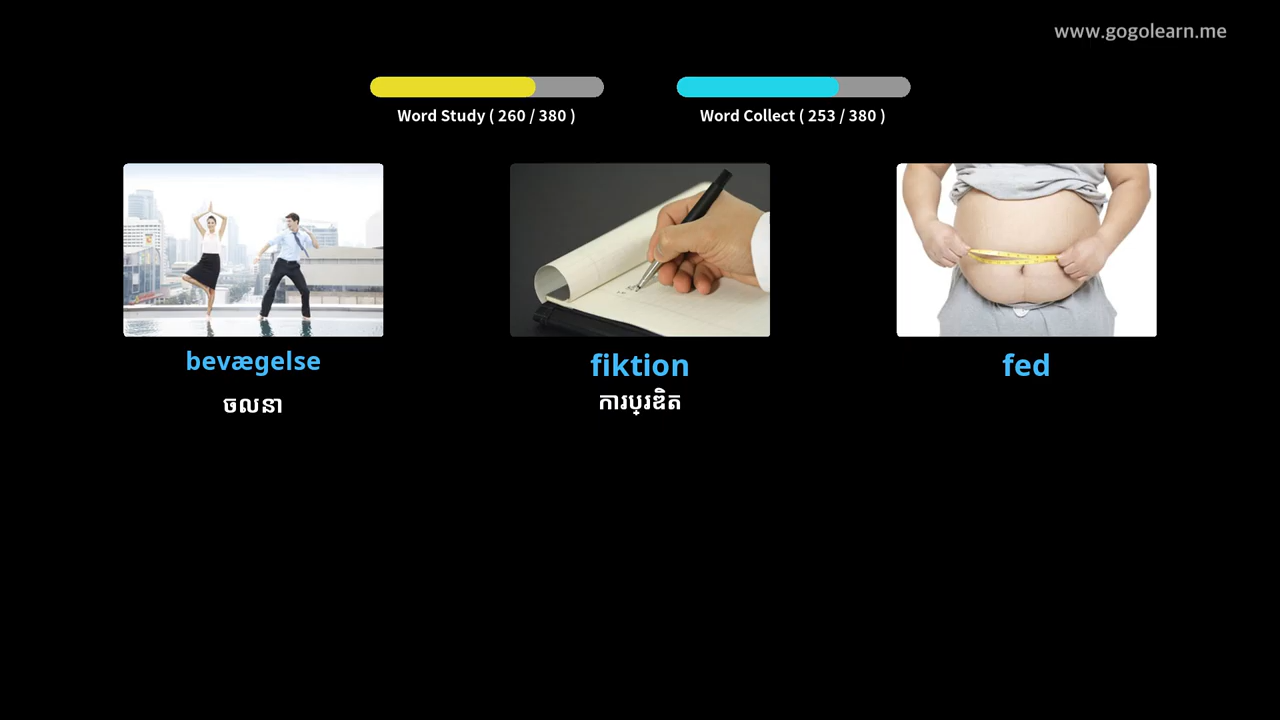 www.gogolearn.me
Word Study ( 260 / 380 )
Word Collect ( 253 / 380 )
bevægelse
fiktion
fed
ចលនា
ការប្រឌិត